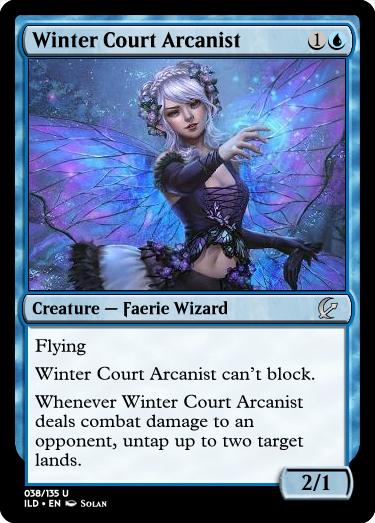 Winter Court Arcanist 1
Creature — Faerie Wizard
Flying
Winter Court Arcanist can't block.
Whenever Winter Court Arcanist
deals combat damage to an
opponent, untap up to two target
lands.
2/1
038/135 U
ILD • EN Solan